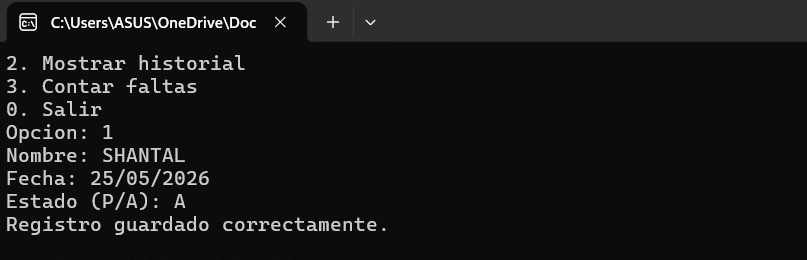 C:\Users\ASUS\OneDrive\Doc
2. Mostrar historial
3. Contar faltas
0. Salir
Opcion: 1
Nombre: SHANTAL
Fecha: 25/05/2026
Estado (P/A): A
Registro guardado correctamente.